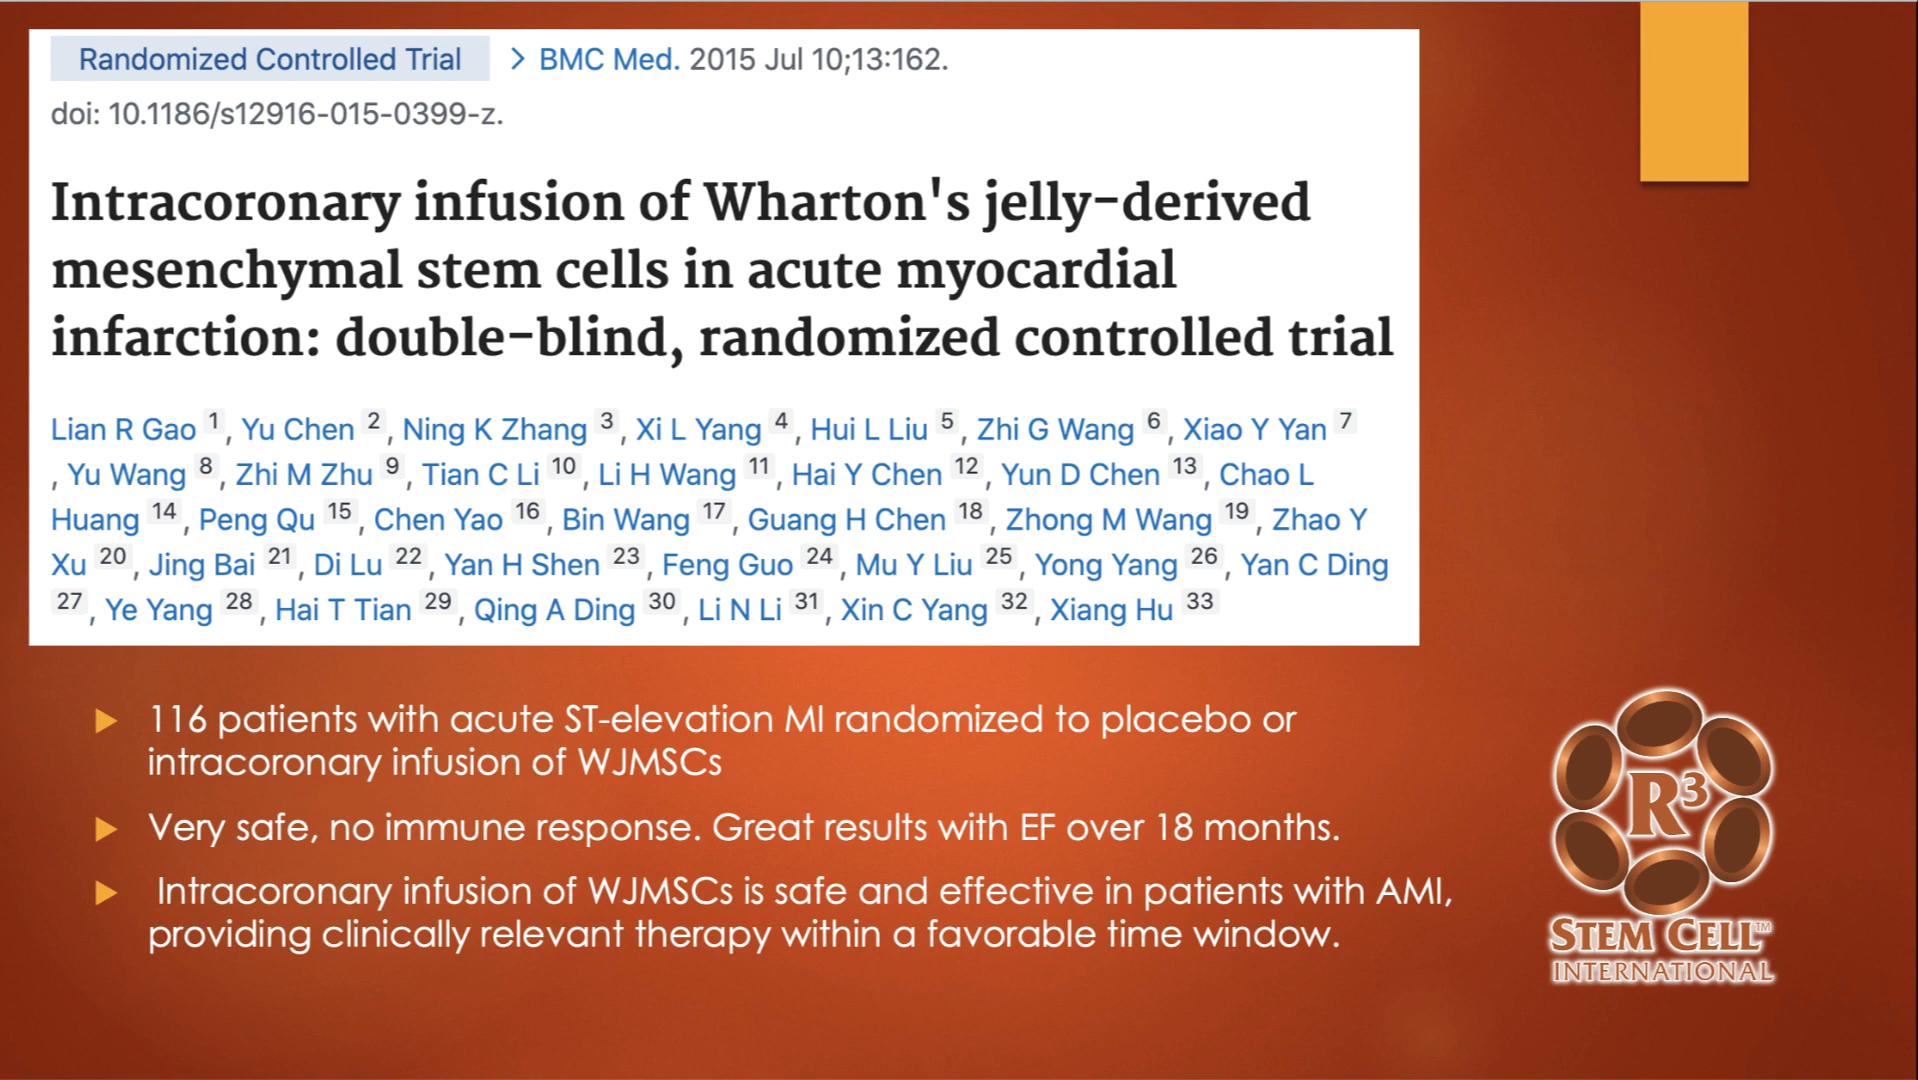 Randomized Controlled Trial > BMC Med. 2015 Jul 10;13:162.
doi: 10.1186/s12916-015-0399-z.
Intracoronary infusion of Wharton's jelly-derived
mesenchymal stem cells in acute myocardial
infarction: double-blind, randomized controlled trial
Lian R Gao 1, Yu Chen 2, Ning K Zhang 3, Xi L Yang 4, Hui L Liu 5, Zhi G Wang 6, Xiao Y Yan 7
, Yu Wang 8, Zhi M Zhu 9, Tian C Li 10, Li H Wang 11, Hai Y Chen 12, Yun D Chen 13, Chao L
Huang 14, Peng Qu 15, Chen Yao 16, Bin Wang 17, Guang H Chen 18, Zhong M Wang 19, Zhao Y
Xu 20, Jing Bai 21, Di Lu 22, Yan H Shen 23, Feng Guo 24, Mu Y Liu 25, Yong Yang 26, Yan C Ding
27, Ye Yang 28, Hai T Tian 29, Qing A Ding 30, Li N Li 31, Xin C Yang 32, Xiang Hu 33
116 patients with acute ST-elevation MI randomized to placebo or
intracoronary infusion of WJMSCs
Very safe, no immune response. Great results with EF over 18 months.
Intracoronary infusion of WJMSCs is safe and effective in patients with AMI,
providing clinically relevant therapy within a favorable time window.
R3
STEM CELL™
INTERNATIONAL